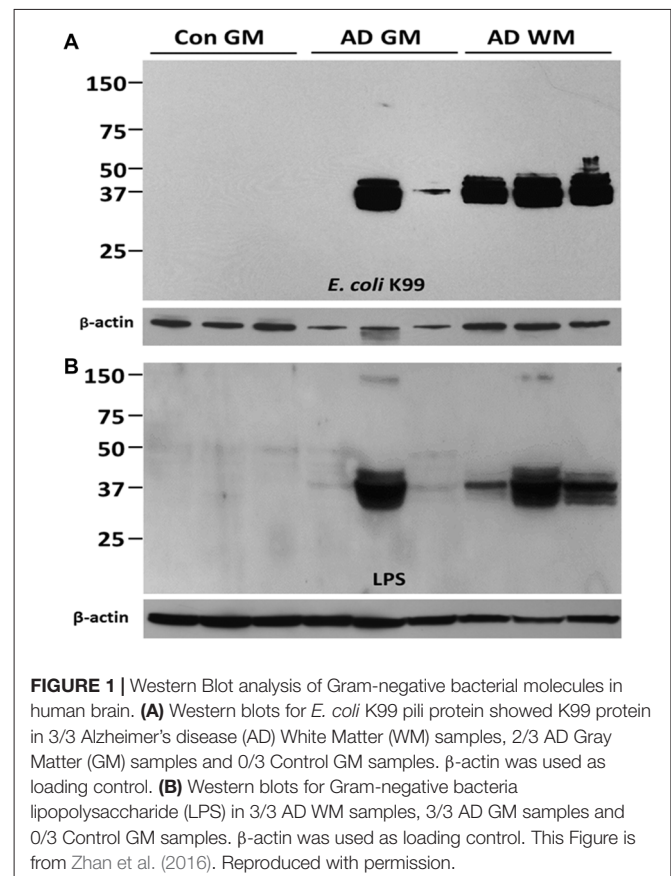 Con GM AD GM AD WM
A
150
75
50
37
25
E. coli K99
β-actin
B
150
75
50
37
25
LPS
β-actin
FIGURE 1 | Western Blot analysis of Gram-negative bacterial molecules in
human brain. (A) Western blots for E. coli K99 pili protein showed K99 protein
in 3/3 Alzheimer's disease (AD) White Matter (WM) samples, 2/3 AD Gray
Matter (GM) samples and 0/3 Control GM samples. β-actin was used as
loading control. (B) Western blots for Gram-negative bacteria
lipopolysaccharide (LPS) in 3/3 AD WM samples, 3/3 AD GM samples and
0/3 Control GM samples. β-actin was used as loading control. This Figure is
from Zhan et al. (2016). Reproduced with permission.